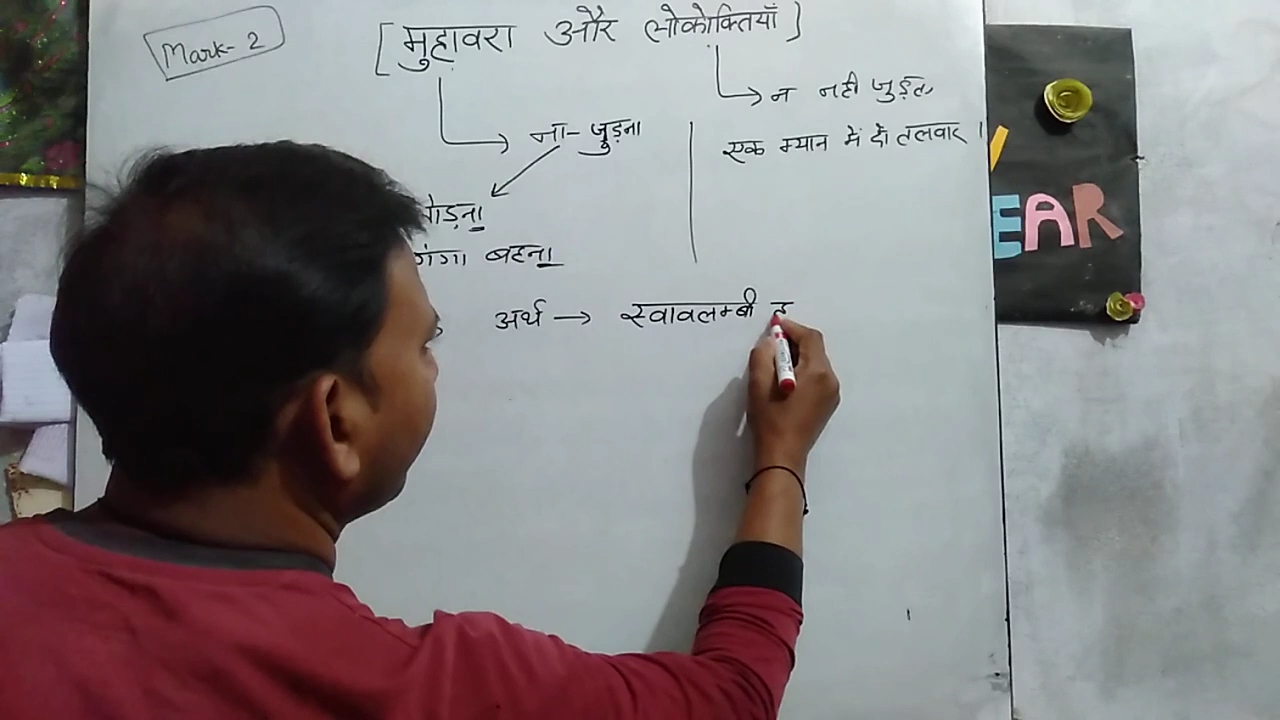 Mark-2
[मुहावरा और लोकोक्तियाँ]
ना-जुड़ना
न नही जुड़ता
एक म्यान में दो तलवार।
गंगा बहना
अर्थ → स्वावलम्बी
EAR